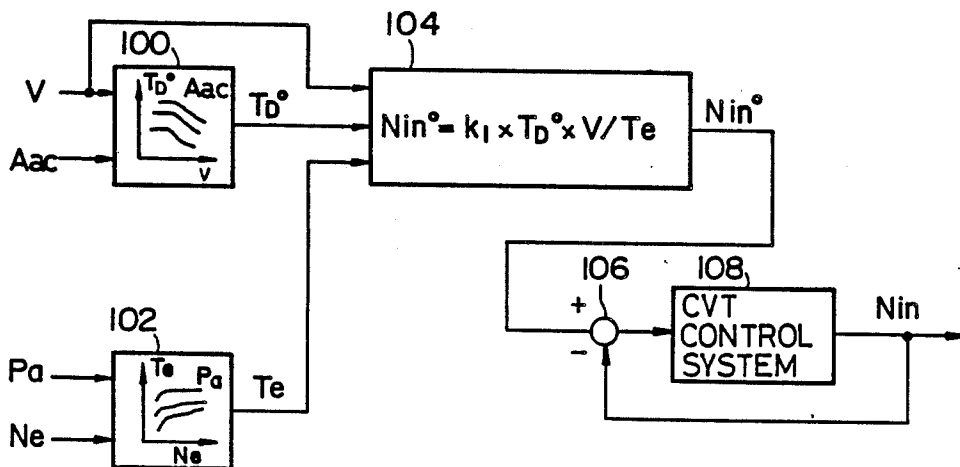 100
104
V
TD° Aac
TD°
Nin° = k1 × TD° × V/Te
Nin°
Aac
V
106
108
102
+
−
CVT
CONTROL
SYSTEM
Nin
Pa
Te
Pa
Te
Ne
Ne